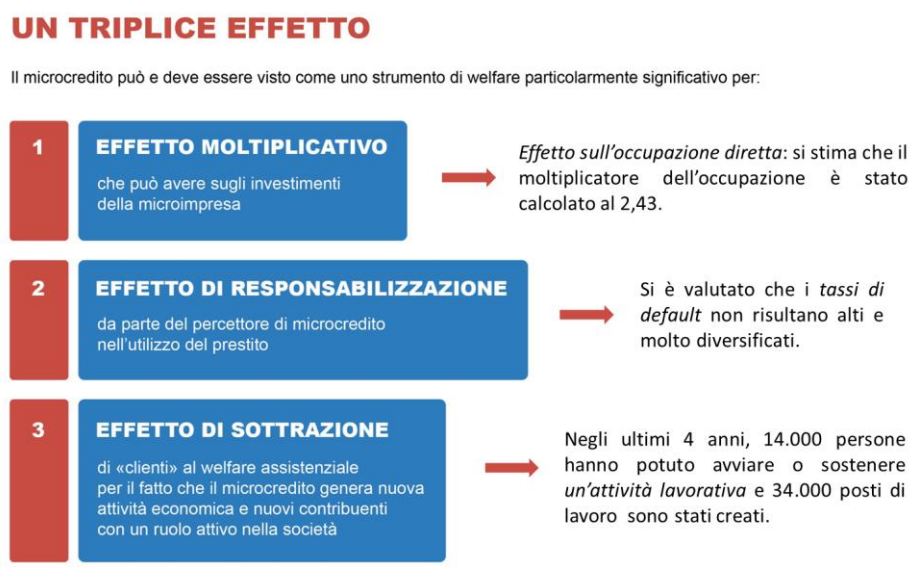 UN TRIPLICE EFFETTO
Il microcredito può e deve essere visto come uno strumento di welfare particolarmente significativo per:
1
EFFETTO MOLTIPLICATIVO
che può avere sugli investimenti
della microimpresa
Effetto sull'occupazione diretta: si stima che il
moltiplicatore dell'occupazione è stato
calcolato al 2,43.
2
EFFETTO DI RESPONSABILIZZAZIONE
da parte del percettore di microcredito
nell'utilizzo del prestito
Si è valutato che i tassi di
default non risultano alti e
molto diversificati.
3
EFFETTO DI SOTTRAZIONE
di «clienti» al welfare assistenziale
per il fatto che il microcredito genera nuova
attività economica e nuovi contribuenti
con un ruolo attivo nella società
Negli ultimi 4 anni, 14.000 persone
hanno potuto avviare o sostenere
un'attività lavorativa e 34.000 posti di
lavoro sono stati creati.